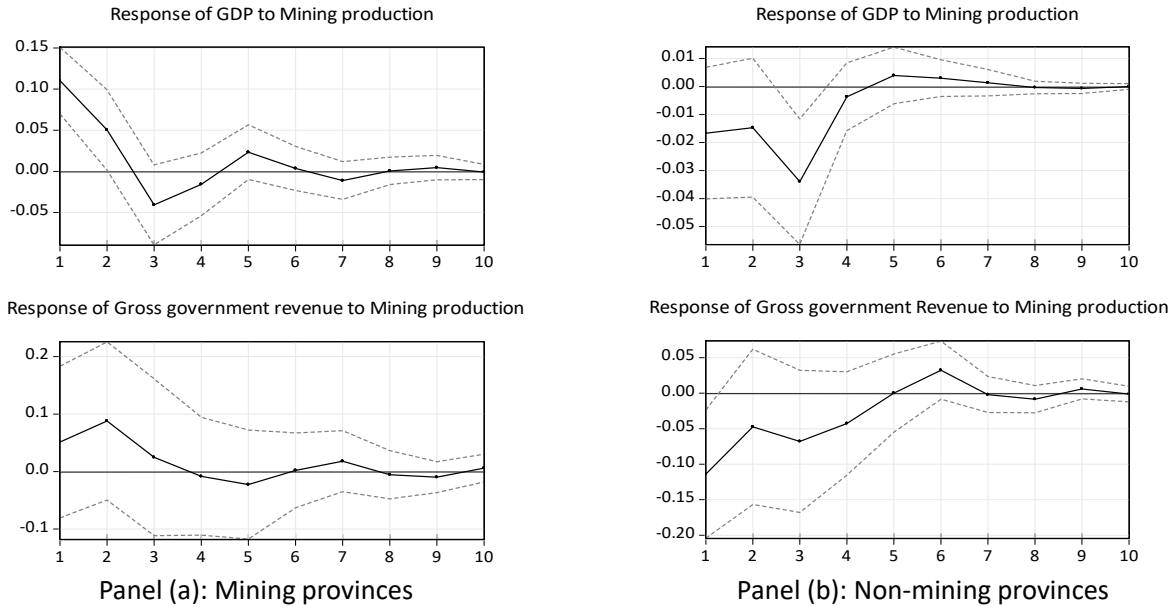 Response of GDP to Mining production
0.15
0.10
0.05
0.00
-0.05
1 2 3 4 5 6 7 8 9 10
Response of Gross government revenue to Mining production
0.2
0.1
0.0
-0.1
1 2 3 4 5 6 7 8 9 10
Panel (a): Mining provinces
Response of GDP to Mining production
0.01
0.00
-0.01
-0.02
-0.03
-0.04
-0.05
1 2 3 4 5 6 7 8 9 10
Response of Gross government Revenue to Mining production
0.05
0.00
-0.05
-0.10
-0.15
-0.20
1 2 3 4 5 6 7 8 9 10
Panel (b): Non-mining provinces